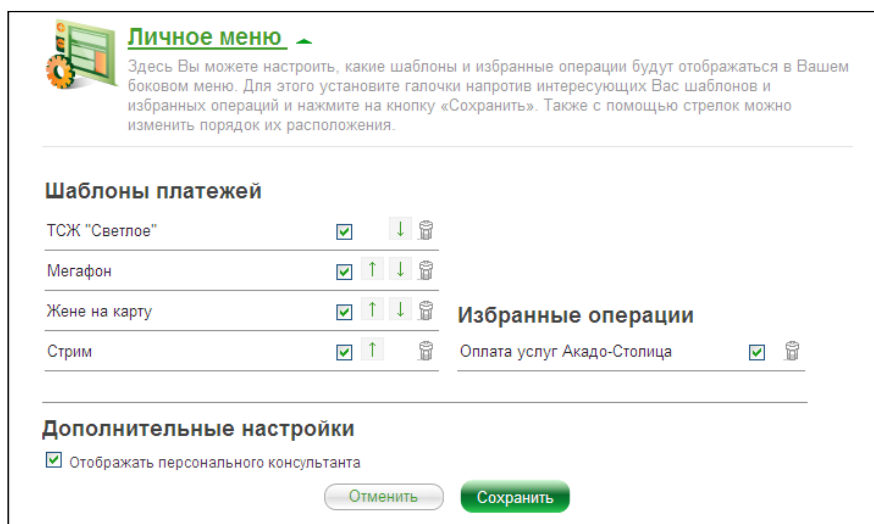 Личное меню
Здесь Вы можете настроить, какие шаблоны и избранные операции будут отображаться в Вашем
боковом меню. Для этого установите галочки напротив интересующих Вас шаблонов и
избранных операций и нажмите на кнопку «Сохранить». Также с помощью стрелок можно
изменить порядок их расположения.
Шаблоны платежей
ТСЖ "Светлое"
Мегафон
Жене на карту
Стрим
Избранные операции
Оплата услуг Акадо-Столица
Дополнительные настройки
Отображать персонального консультанта
Отменить
Сохранить